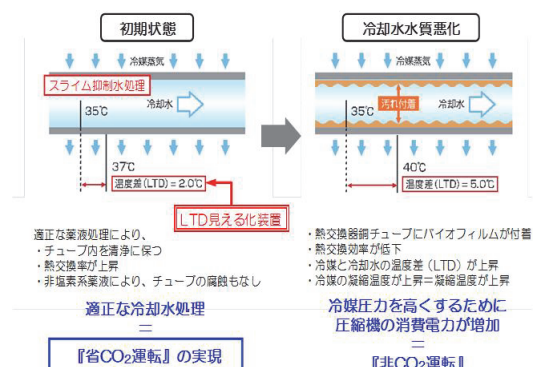 初期状態
冷媒蒸気
スライム抑制水処理
35℃
冷却水
37℃
温度差(LTD)=2.0℃
LTD見える化装置
適正な薬液処理により、
・チューブ内を清浄に保つ
・熱交換率が上昇
・非塩素系薬液により、チューブの腐蝕もなし
適正な冷却水処理
=
『省CO₂運転』の実現
冷却水水質悪化
冷媒蒸気
汚れ付着
35℃
冷却水
40℃
温度差(LTD)=5.0℃
・熱交換器銅チューブにバイオフィルムが付着
・熱交換効率が低下
・冷媒と冷却水の温度差(LTD)が上昇
・冷媒の凝縮温度が上昇=凝縮温度が上昇
冷媒圧力を高くするために
圧縮機の消費電力が増加
=
『非CO₂運転』